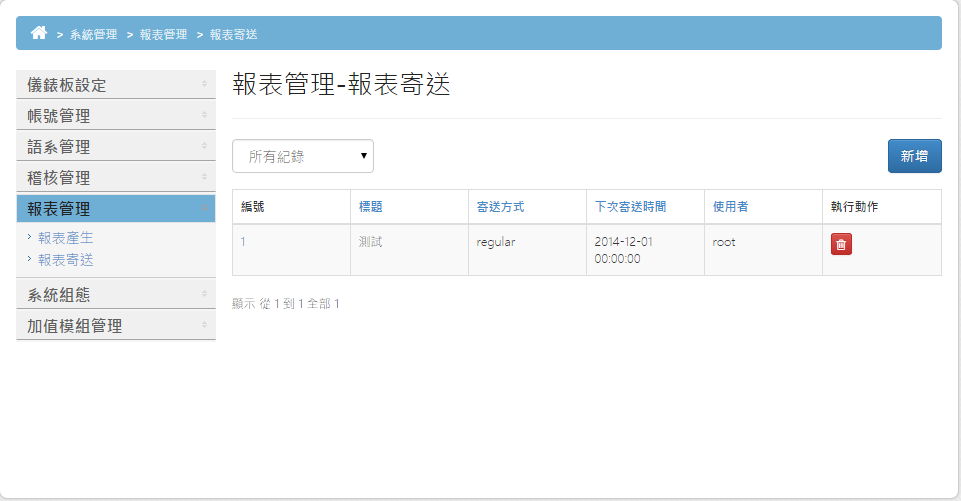 > 系統管理 > 報表管理 > 報表寄送
儀錶板設定
帳號管理
語系管理
稽核管理
報表管理
報表產生
報表寄送
系統組態
加值模組管理
報表管理-報表寄送
所有紀錄
新增
編號 標題 寄送方式 下次寄送時間 使用者 執行動作
1 測試 regular 2014-12-01 root
00:00:00
顯示 從 1 到 1 全部 1